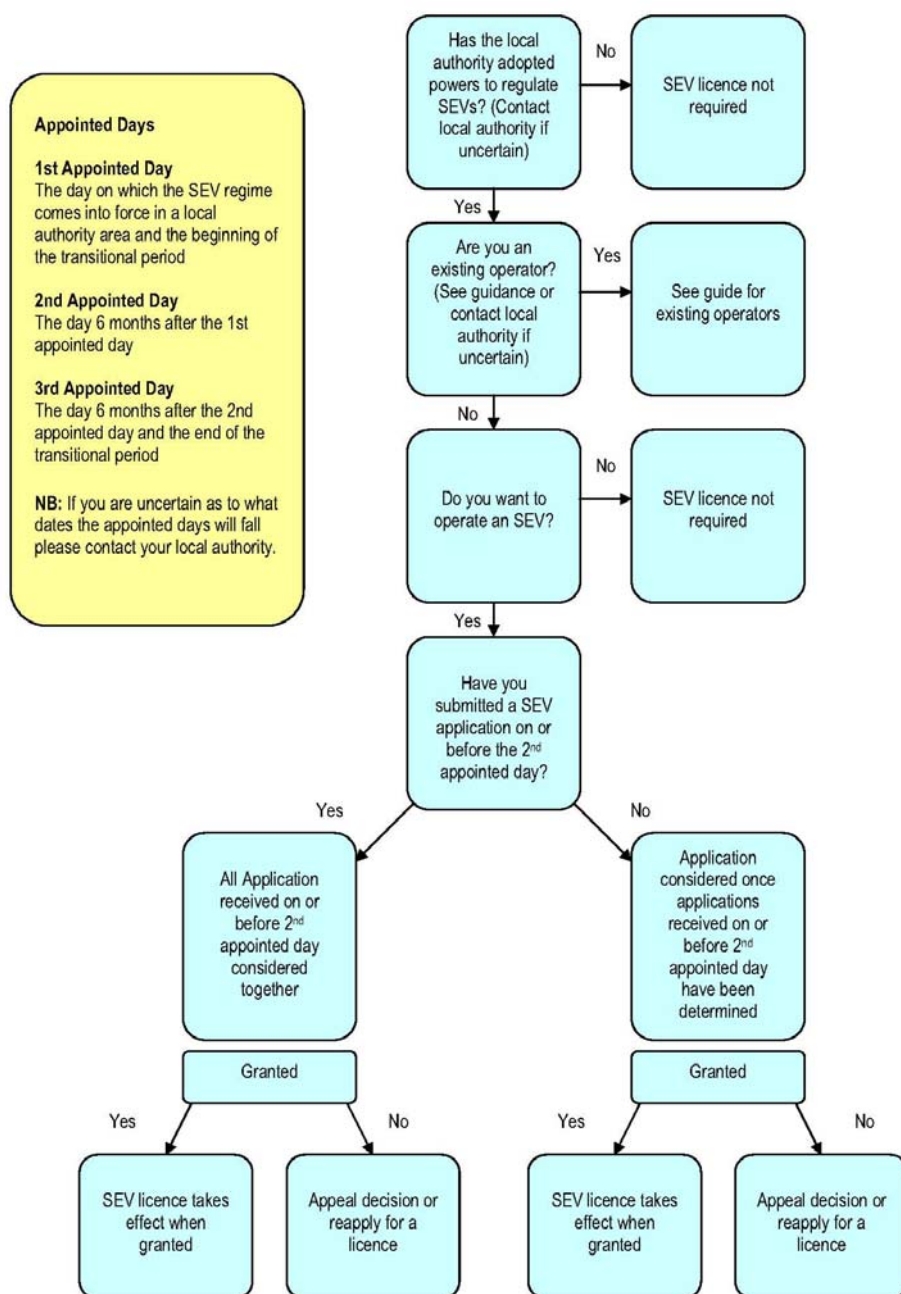 Appointed Days
1st Appointed Day
The day on which the SEV regime
comes into force in a local
authority area and the beginning of
the transitional period
2nd Appointed Day
The day 6 months after the 1st
appointed day
3rd Appointed Day
The day 6 months after the 2nd
appointed day and the end of the
transitional period
NB: If you are uncertain as to what
dates the appointed days will fall
please contact your local authority.
Has the local
authority adopted
powers to regulate
SEVs? (Contact
local authority if
uncertain)
No
SEV licence not
required
Yes
Are you an
existing operator?
(See guidance or
contact local
authority if
uncertain)
Yes
See guide for
existing operators
No
Do you want to
operate an SEV?
No
SEV licence not
required
Yes
Have you
submitted a SEV
application on or
before the 2nd
appointed day?
Yes
No
All Application
received on or
before 2nd
appointed day
considered
together
Application
considered once
applications
received on or
before 2nd
appointed day
have been
determined
Granted
Granted
Yes
No
Yes
No
SEV licence takes
effect when
granted
Appeal decision or
reapply for a
licence
SEV licence takes
effect when
granted
Appeal decision or
reapply for a
licence